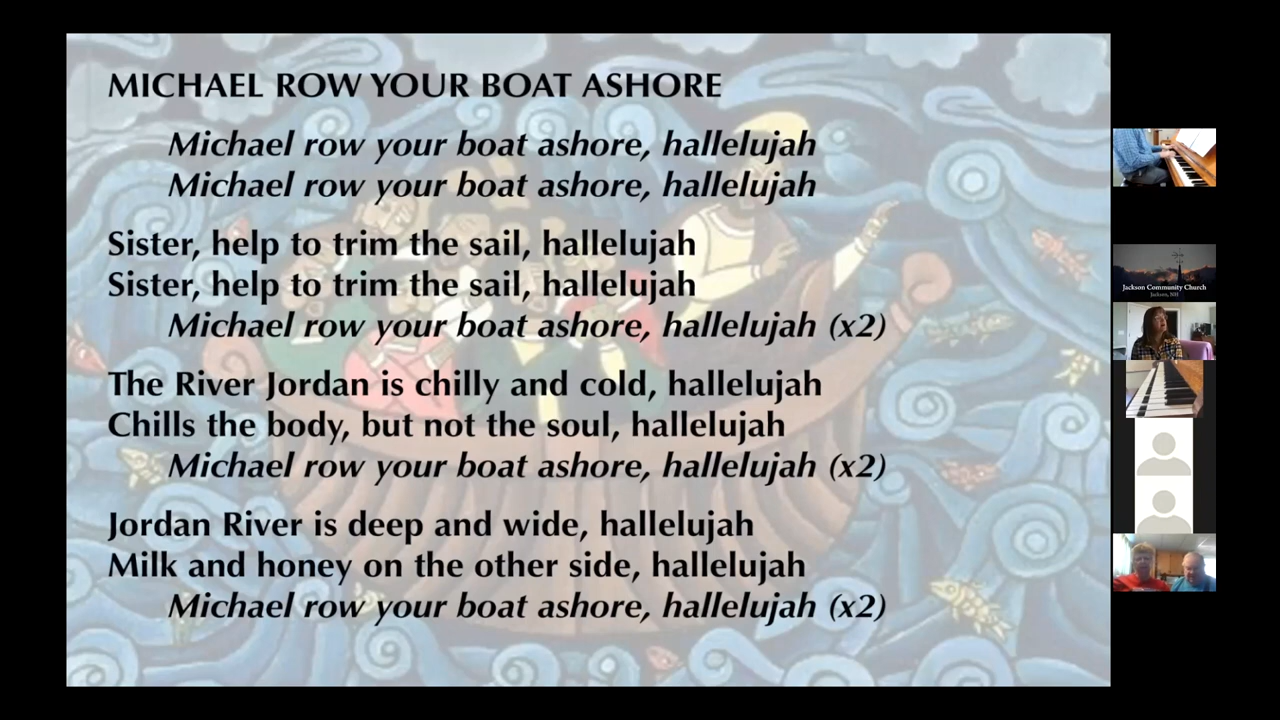 MICHAEL ROW YOUR BOAT ASHORE
Michael row your boat ashore, hallelujah
Michael row your boat ashore, hallelujah
Sister, help to trim the sail, hallelujah
Sister, help to trim the sail, hallelujah
Michael row your boat ashore, hallelujah (x2)
The River Jordan is chilly and cold, hallelujah
Chills the body, but not the soul, hallelujah
Michael row your boat ashore, hallelujah (x2)
Jordan River is deep and wide, hallelujah
Milk and honey on the other side, hallelujah
Michael row your boat ashore, hallelujah (x2)
Jackson Community Church
Jackson, NH